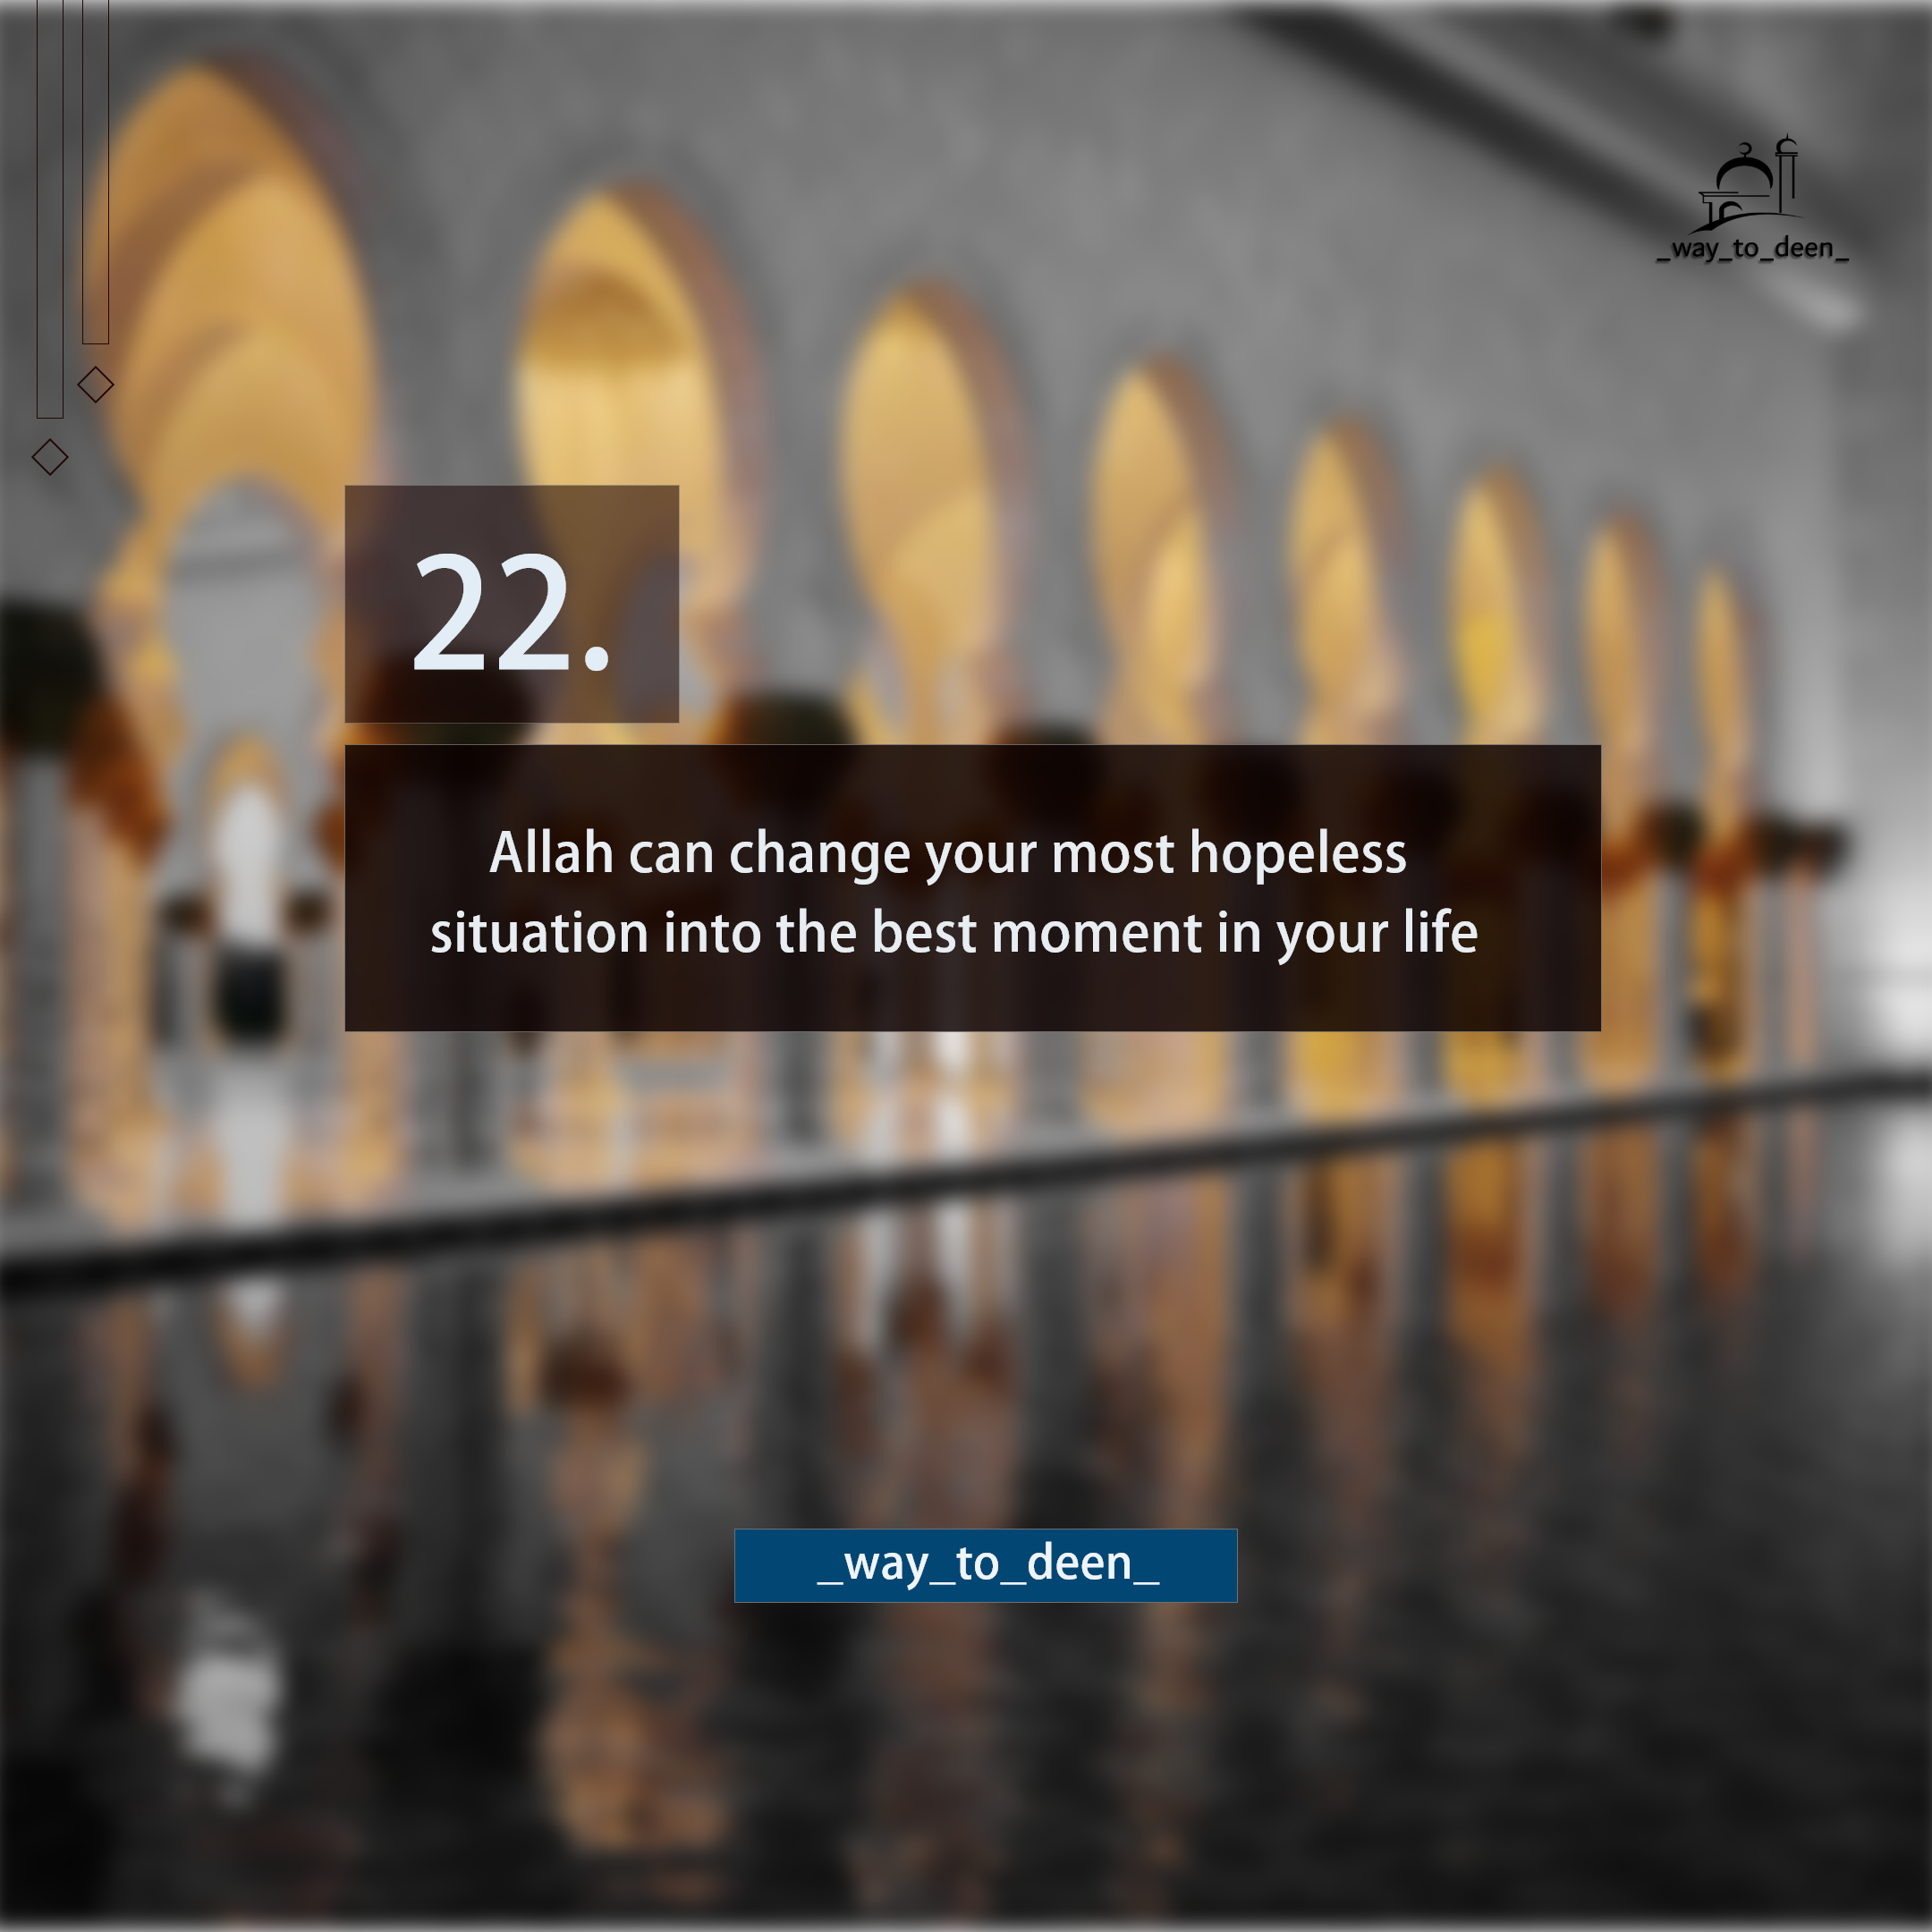 _way_to_deen_
22.
Allah can change your most hopeless
situation into the best moment in your life
_way_to_deen_